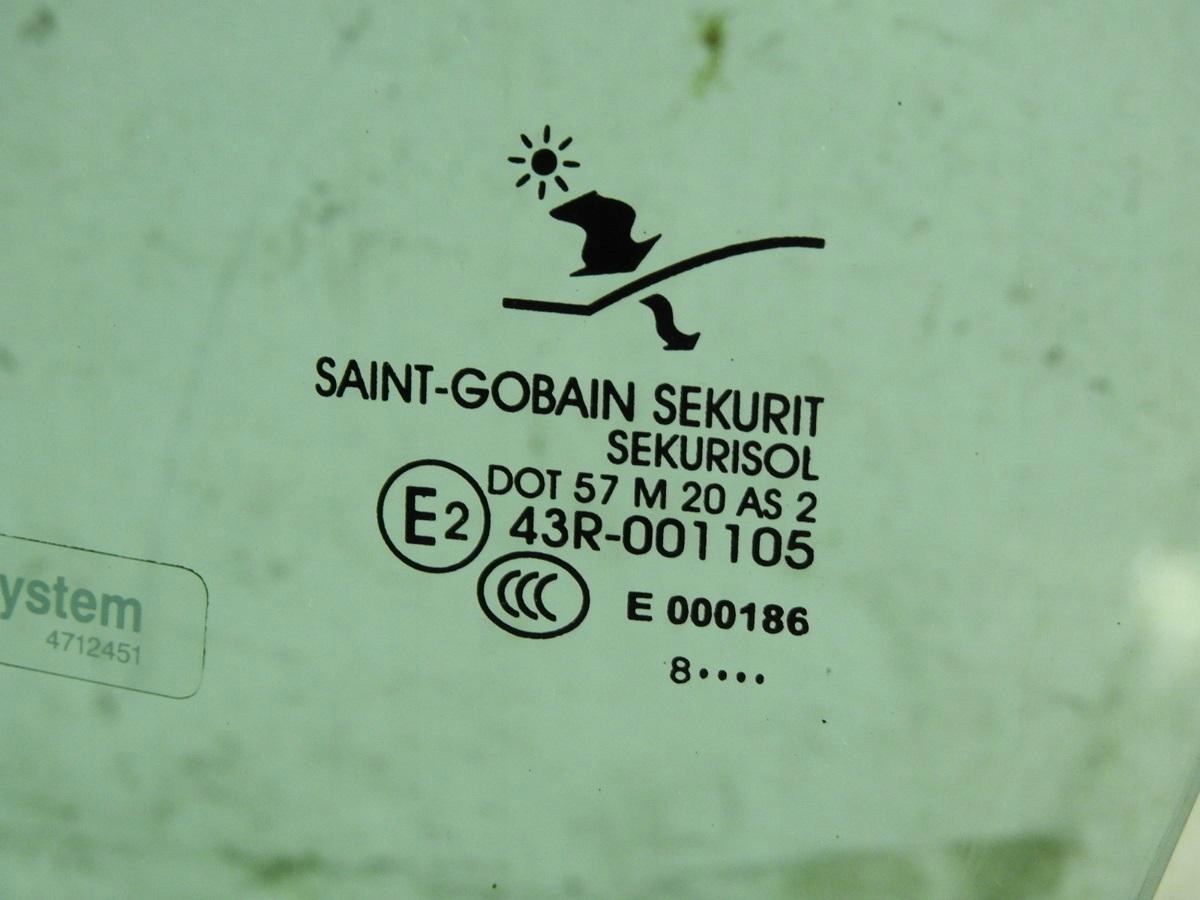 SAINT-GOBAIN SEKURIT
SEKURISOL
DOT 57 M 20 AS 2
E2 43R-001105
CCC E 000186
8····
ystem
4712451